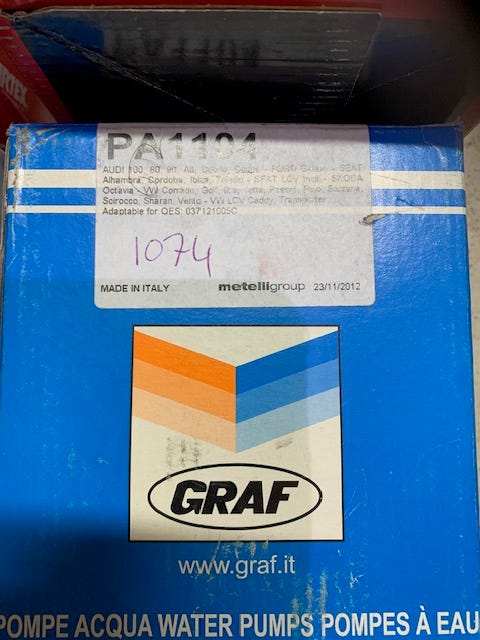 PA1104
AUDI 100, 80, 90, A6, Cabrio, Coupe - FORD Galaxy - SEAT
Alhambra, Cordoba, Ibiza, Toledo - SEAT LCV Inca - SKODA
Octavia - VW Corrado, Golf, Jetta, Passat, Polo, Santana,
Scirocco, Sharan, Vento - VW LCV Caddy, Transporter
Adaptable for OES: 037121005C
1074
MADE IN ITALY metelligroup 23/11/2012
GRAF
www.graf.it
POMPE ACQUA WATER PUMPS POMPES À EAU